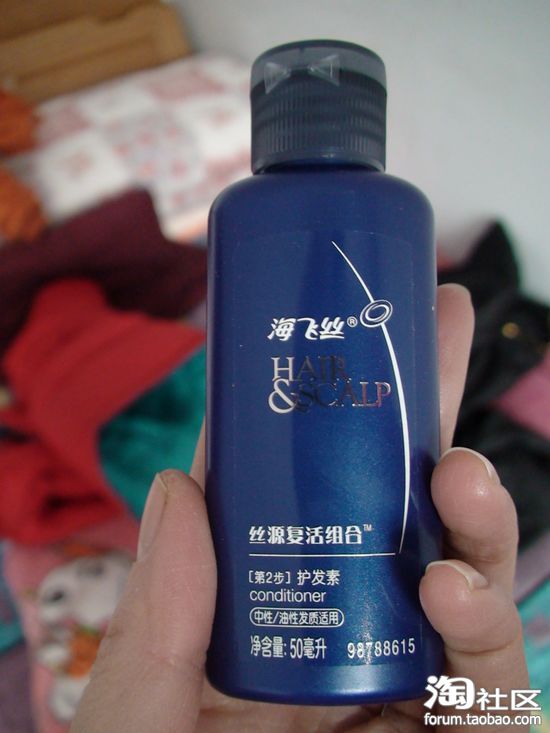 海飞丝®
HAIR
&SCALP
丝源复活组合™
[第2步] 护发素
conditioner
中性/油性发质适用
净含量:50毫升 98788615
淘社区
forum.taobao.com